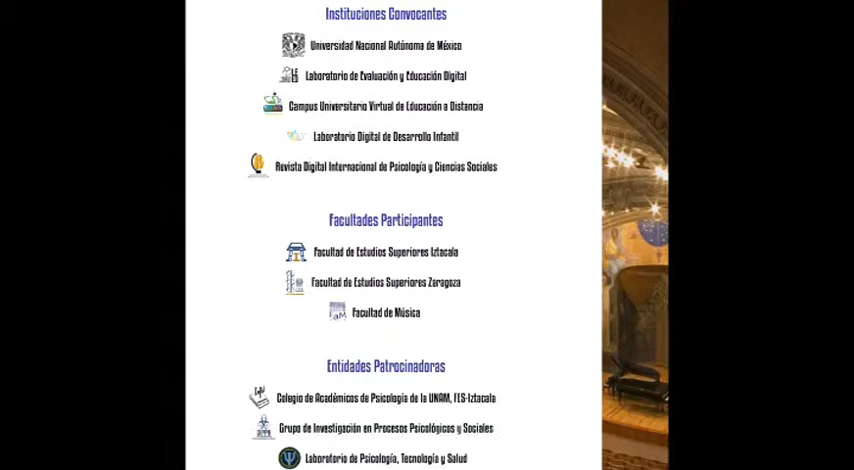 Instituciones Convocantes
Universidad Nacional Autónoma de México
Laboratorio de Evaluación y Educación Digital
Campus Universitario Virtual de Educación a Distancia
Laboratorio Digital de Desarrollo Infantil
Revista Digital Internacional de Psicología y Ciencias Sociales
Facultades Participantes
Facultad de Estudios Superiores Iztacala
Facultad de Estudios Superiores Zaragoza
Facultad de Música
Entidades Patrocinadoras
Colegio de Académicos de Psicología de la UNAM, FES-Iztacala
Grupo de Investigación en Procesos Psicológicos y Sociales
Laboratorio de Psicología, Tecnología y Salud